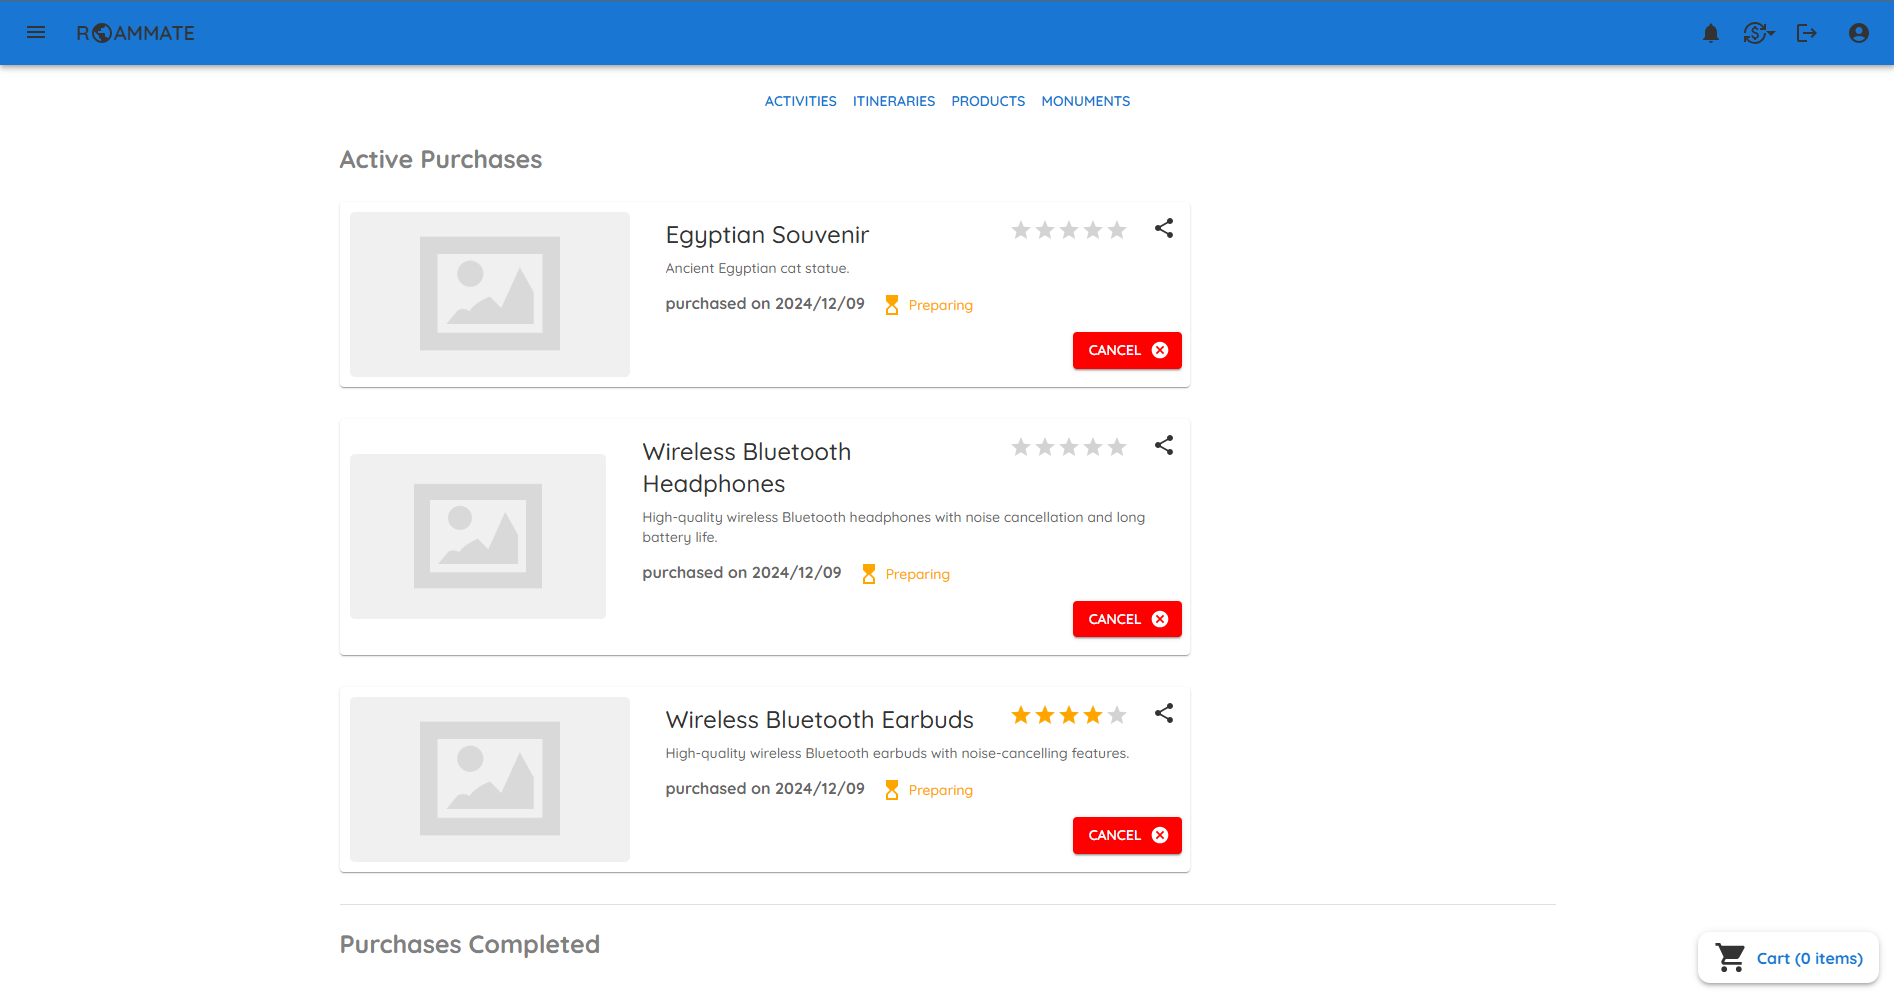 ROAMMATE
ACTIVITIES ITINERARIES PRODUCTS MONUMENTS
Active Purchases
Egyptian Souvenir
Ancient Egyptian cat statue.
purchased on 2024/12/09 Preparing
CANCEL
Wireless Bluetooth
Headphones
High-quality wireless Bluetooth headphones with noise cancellation and long
battery life.
purchased on 2024/12/09 Preparing
CANCEL
Wireless Bluetooth Earbuds
High-quality wireless Bluetooth earbuds with noise-cancelling features.
purchased on 2024/12/09 Preparing
CANCEL
Purchases Completed
Cart (0 items)